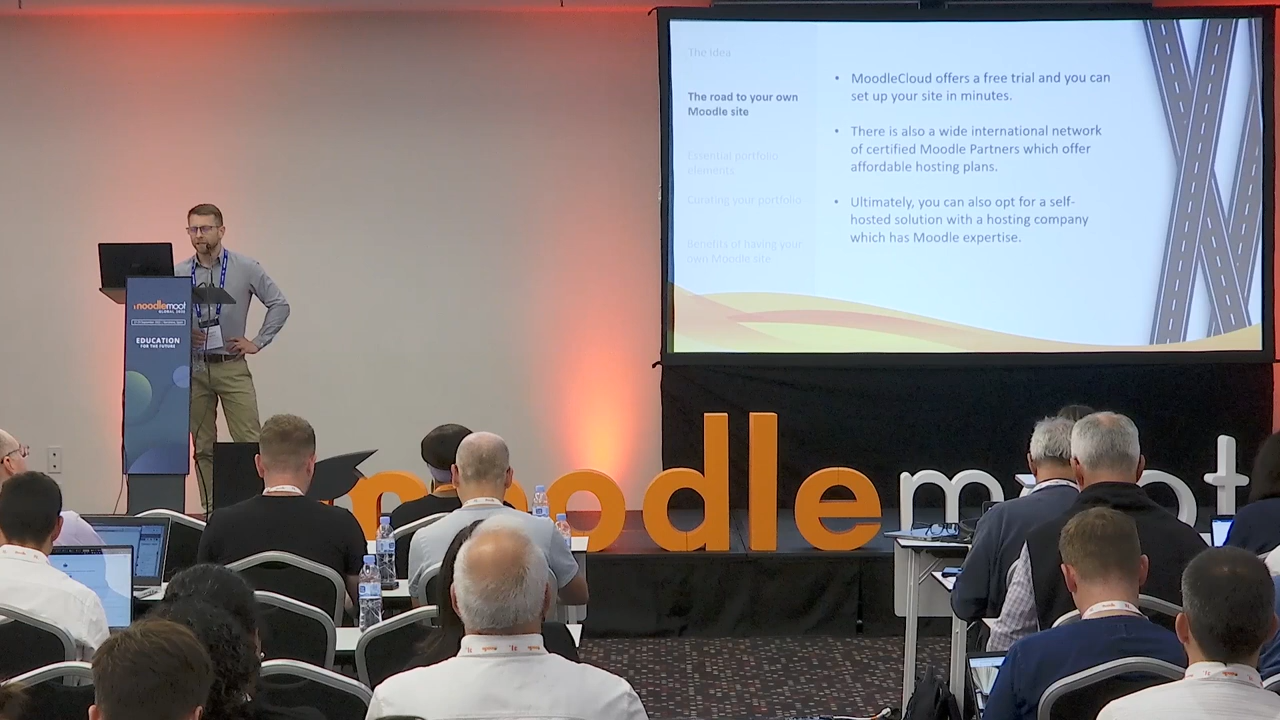 The idea
The road to your own
Moodle site
Essential portfolio
elements
Curating your portfolio
Benefits of having your
own Moodle site
• MoodleCloud offers a free trial and you can
set up your site in minutes.
• There is also a wide international network
of certified Moodle Partners which offer
affordable hosting plans.
• Ultimately, you can also opt for a self-
hosted solution with a hosting company
which has Moodle expertise.
moodlemoot
EDUCATION
FOR THE FUTURE
moodle